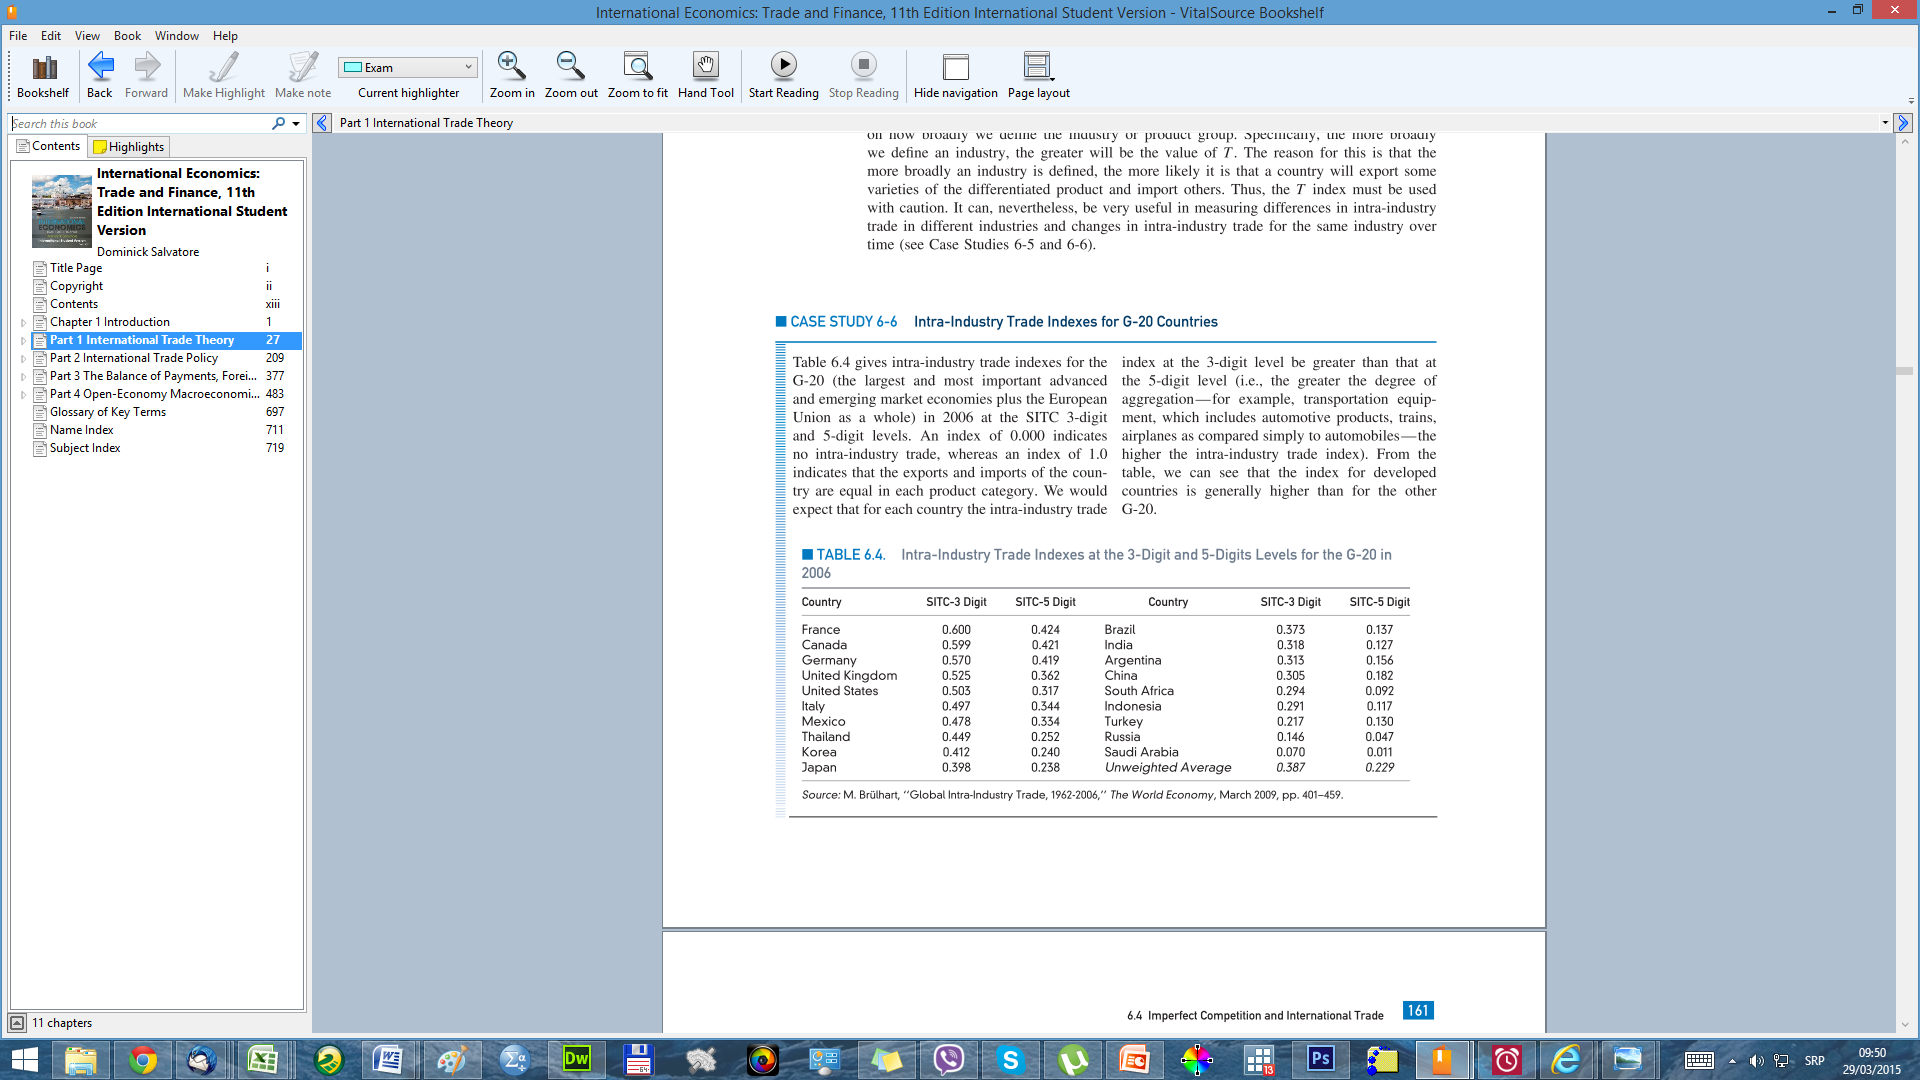 International Economics: Trade and Finance, 11th Edition International Student Version - VitalSource Bookshelf
File Edit View Book Window Help
Bookshelf Back Forward Make Highlight Make note Exam Current highlighter Zoom in Zoom out Zoom to fit Hand Tool Start Reading Stop Reading Hide navigation Page layout
Search this book
Part 1 International Trade Theory
Contents Highlights
International Economics:
Trade and Finance, 11th
Edition International Student
Version
Dominick Salvatore
Title Page i
Copyright ii
Contents xiii
Chapter 1 Introduction 1
Part 1 International Trade Theory 27
Part 2 International Trade Policy 209
Part 3 The Balance of Payments, Forei... 377
Part 4 Open-Economy Macroeconomi... 483
Glossary of Key Terms 697
Name Index 711
Subject Index 719
11 chapters
on how broadly we define the industry or product group. Specifically, the more broadly
we define an industry, the greater will be the value of T. The reason for this is that the
more broadly an industry is defined, the more likely it is that a country will export some
varieties of the differentiated product and import others. Thus, the T index must be used
with caution. It can, nevertheless, be very useful in measuring differences in intra-industry
trade in different industries and changes in intra-industry trade for the same industry over
time (see Case Studies 6-5 and 6-6).
CASE STUDY 6-6 Intra-Industry Trade Indexes for G-20 Countries
Table 6.4 gives intra-industry trade indexes for the
G-20 (the largest and most important advanced
and emerging market economies plus the European
Union as a whole) in 2006 at the SITC 3-digit
and 5-digit levels. An index of 0.000 indicates
no intra-industry trade, whereas an index of 1.0
indicates that the exports and imports of the coun-
try are equal in each product category. We would
expect that for each country the intra-industry trade
index at the 3-digit level be greater than that at
the 5-digit level (i.e., the greater the degree of
aggregation—for example, transportation equip-
ment, which includes automotive products, trains,
airplanes as compared simply to automobiles—the
higher the intra-industry trade index). From the
table, we can see that the index for developed
countries is generally higher than for the other
G-20.
TABLE 6.4. Intra-Industry Trade Indexes at the 3-Digit and 5-Digits Levels for the G-20 in
2006
Country SITC-3 Digit SITC-5 Digit Country SITC-3 Digit SITC-5 Digit
France 0.600 0.424 Brazil 0.373 0.137
Canada 0.599 0.421 India 0.318 0.127
Germany 0.570 0.419 Argentina 0.313 0.156
United Kingdom 0.525 0.362 China 0.305 0.182
United States 0.503 0.317 South Africa 0.294 0.092
Italy 0.497 0.344 Indonesia 0.291 0.117
Mexico 0.478 0.334 Turkey 0.217 0.130
Thailand 0.449 0.252 Russia 0.146 0.047
Korea 0.412 0.240 Saudi Arabia 0.070 0.011
Japan 0.398 0.238 Unweighted Average 0.387 0.229
Source: M. Brülhart, ‘‘Global Intra-Industry Trade, 1962-2006,’’ The World Economy, March 2009, pp. 401–459.
6.4 Imperfect Competition and International Trade 161
SRP
09:50
29/03/2015